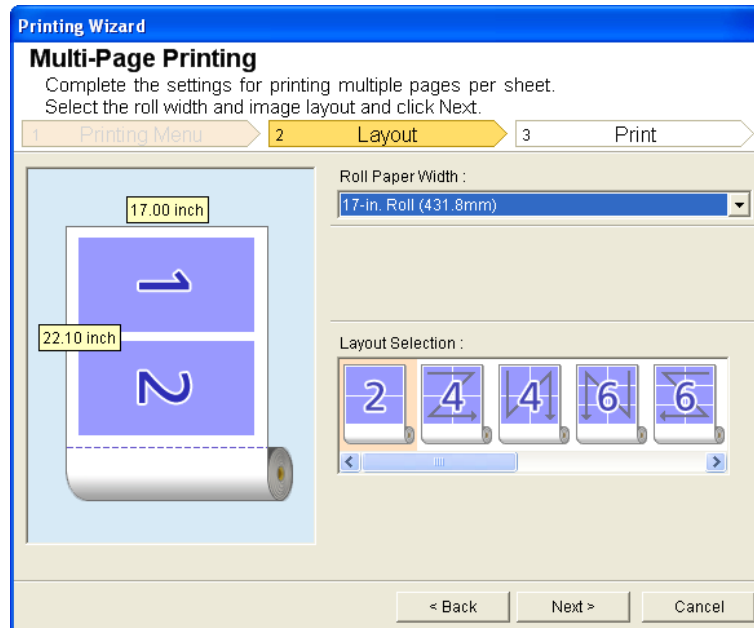 Printing Wizard
Multi-Page Printing
Complete the settings for printing multiple pages per sheet.
Select the roll width and image layout and click Next.
1 Printing Menu 2 Layout 3 Print
Roll Paper Width :
17-in. Roll (431.8mm)
17.00 inch
1
22.10 inch
2
Layout Selection :
2 4 4 6 6
< Back Next > Cancel